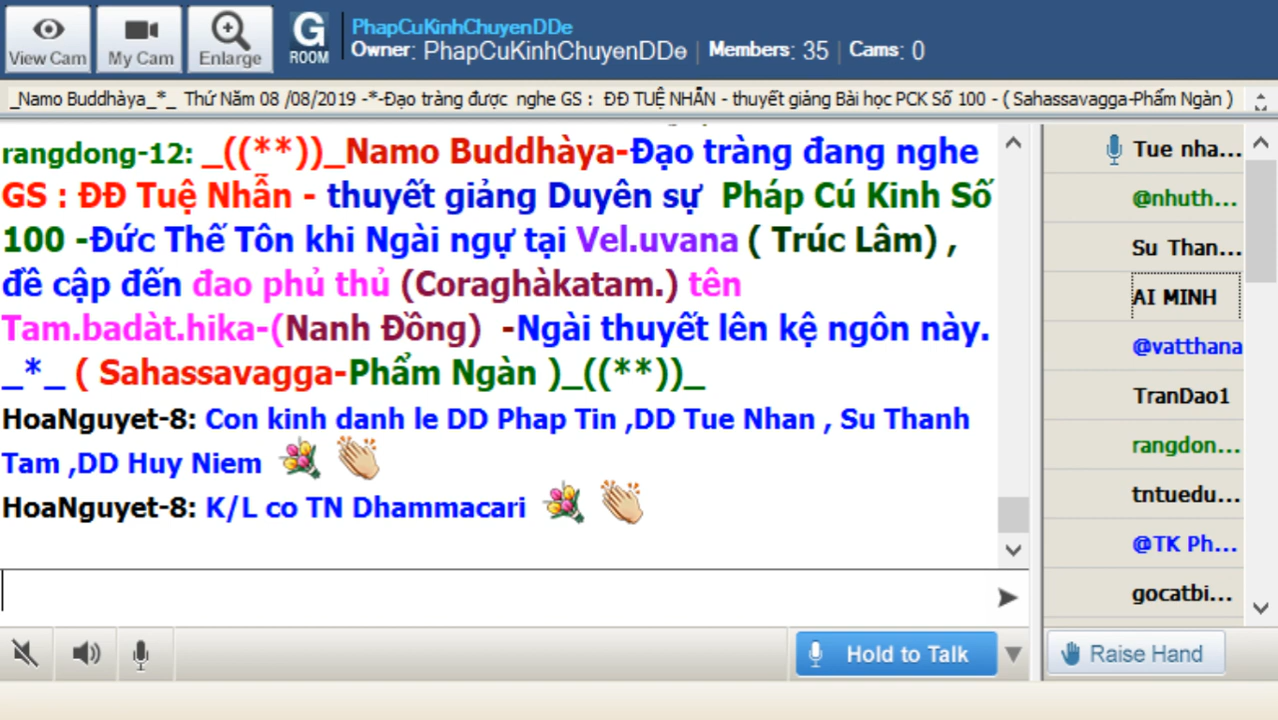 View Cam
My Cam
Enlarge
G
ROOM
PhapCuKinhChuyenDDe
Owner: PhapCuKinhChuyenDDe | Members: 35 | Cams: 0
_Namo Buddhàya_*_ Thứ Năm 08 /08/2019 -*-Đạo tràng được nghe GS : ĐĐ TUỆ NHẪN - thuyết giảng Bài học PCK Số 100 - ( Sahassavagga-Phẩm Ngàn )
rangdong-12: _((**))_Namo Buddhàya-Đạo tràng đang nghe
GS : ĐĐ Tuệ Nhẫn - thuyết giảng Duyên sự Pháp Cú Kinh Số
100 -Đức Thế Tôn khi Ngài ngự tại Vel.uvana ( Trúc Lâm) ,
đề cập đến đao phủ thủ (Coraghàkatam.) tên
Tam.badàt.hika-(Nanh Đồng) -Ngài thuyết lên kệ ngôn này.
_*_ ( Sahassavagga-Phẩm Ngàn )_((**))_
HoaNguyet-8: Con kinh danh le DD Phap Tin ,DD Tue Nhan , Su Thanh
Tam ,DD Huy Niem
HoaNguyet-8: K/L co TN Dhammacari
Tue nha...
@nhuth...
Su Than...
AI MINH
@vatthana
TranDao1
rangdon...
tntuedu...
@TK Ph...
gocatbi...
Hold to Talk
Raise Hand